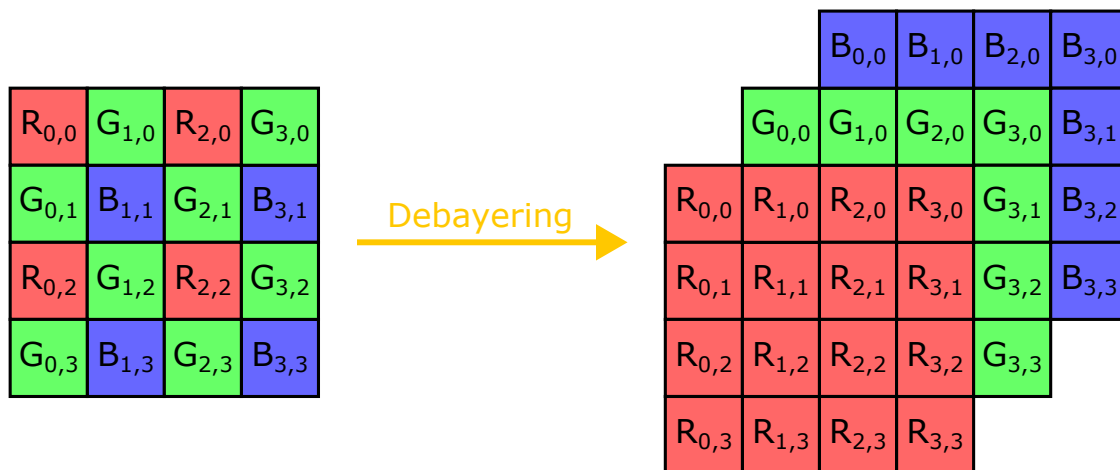 R0,0 G1,0 R2,0 G3,0
G0,1 B1,1 G2,1 B3,1
R0,2 G1,2 R2,2 G3,2
G0,3 B1,3 G2,3 B3,3
Debayering
B0,0 B1,0 B2,0 B3,0
G0,0 G1,0 G2,0 G3,0 B3,1
R0,0 R1,0 R2,0 R3,0 G3,1 B3,2
R0,1 R1,1 R2,1 R3,1 G3,2 B3,3
R0,2 R1,2 R2,2 R3,2 G3,3
R0,3 R1,3 R2,3 R3,3